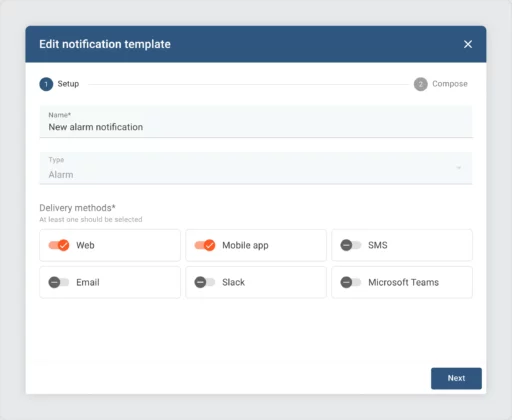 Edit notification template
1 Setup 2 Compose
Name*
New alarm notification
Type
Alarm
Delivery methods*
At least one should be selected
Web Mobile app SMS
Email Slack Microsoft Teams
Next